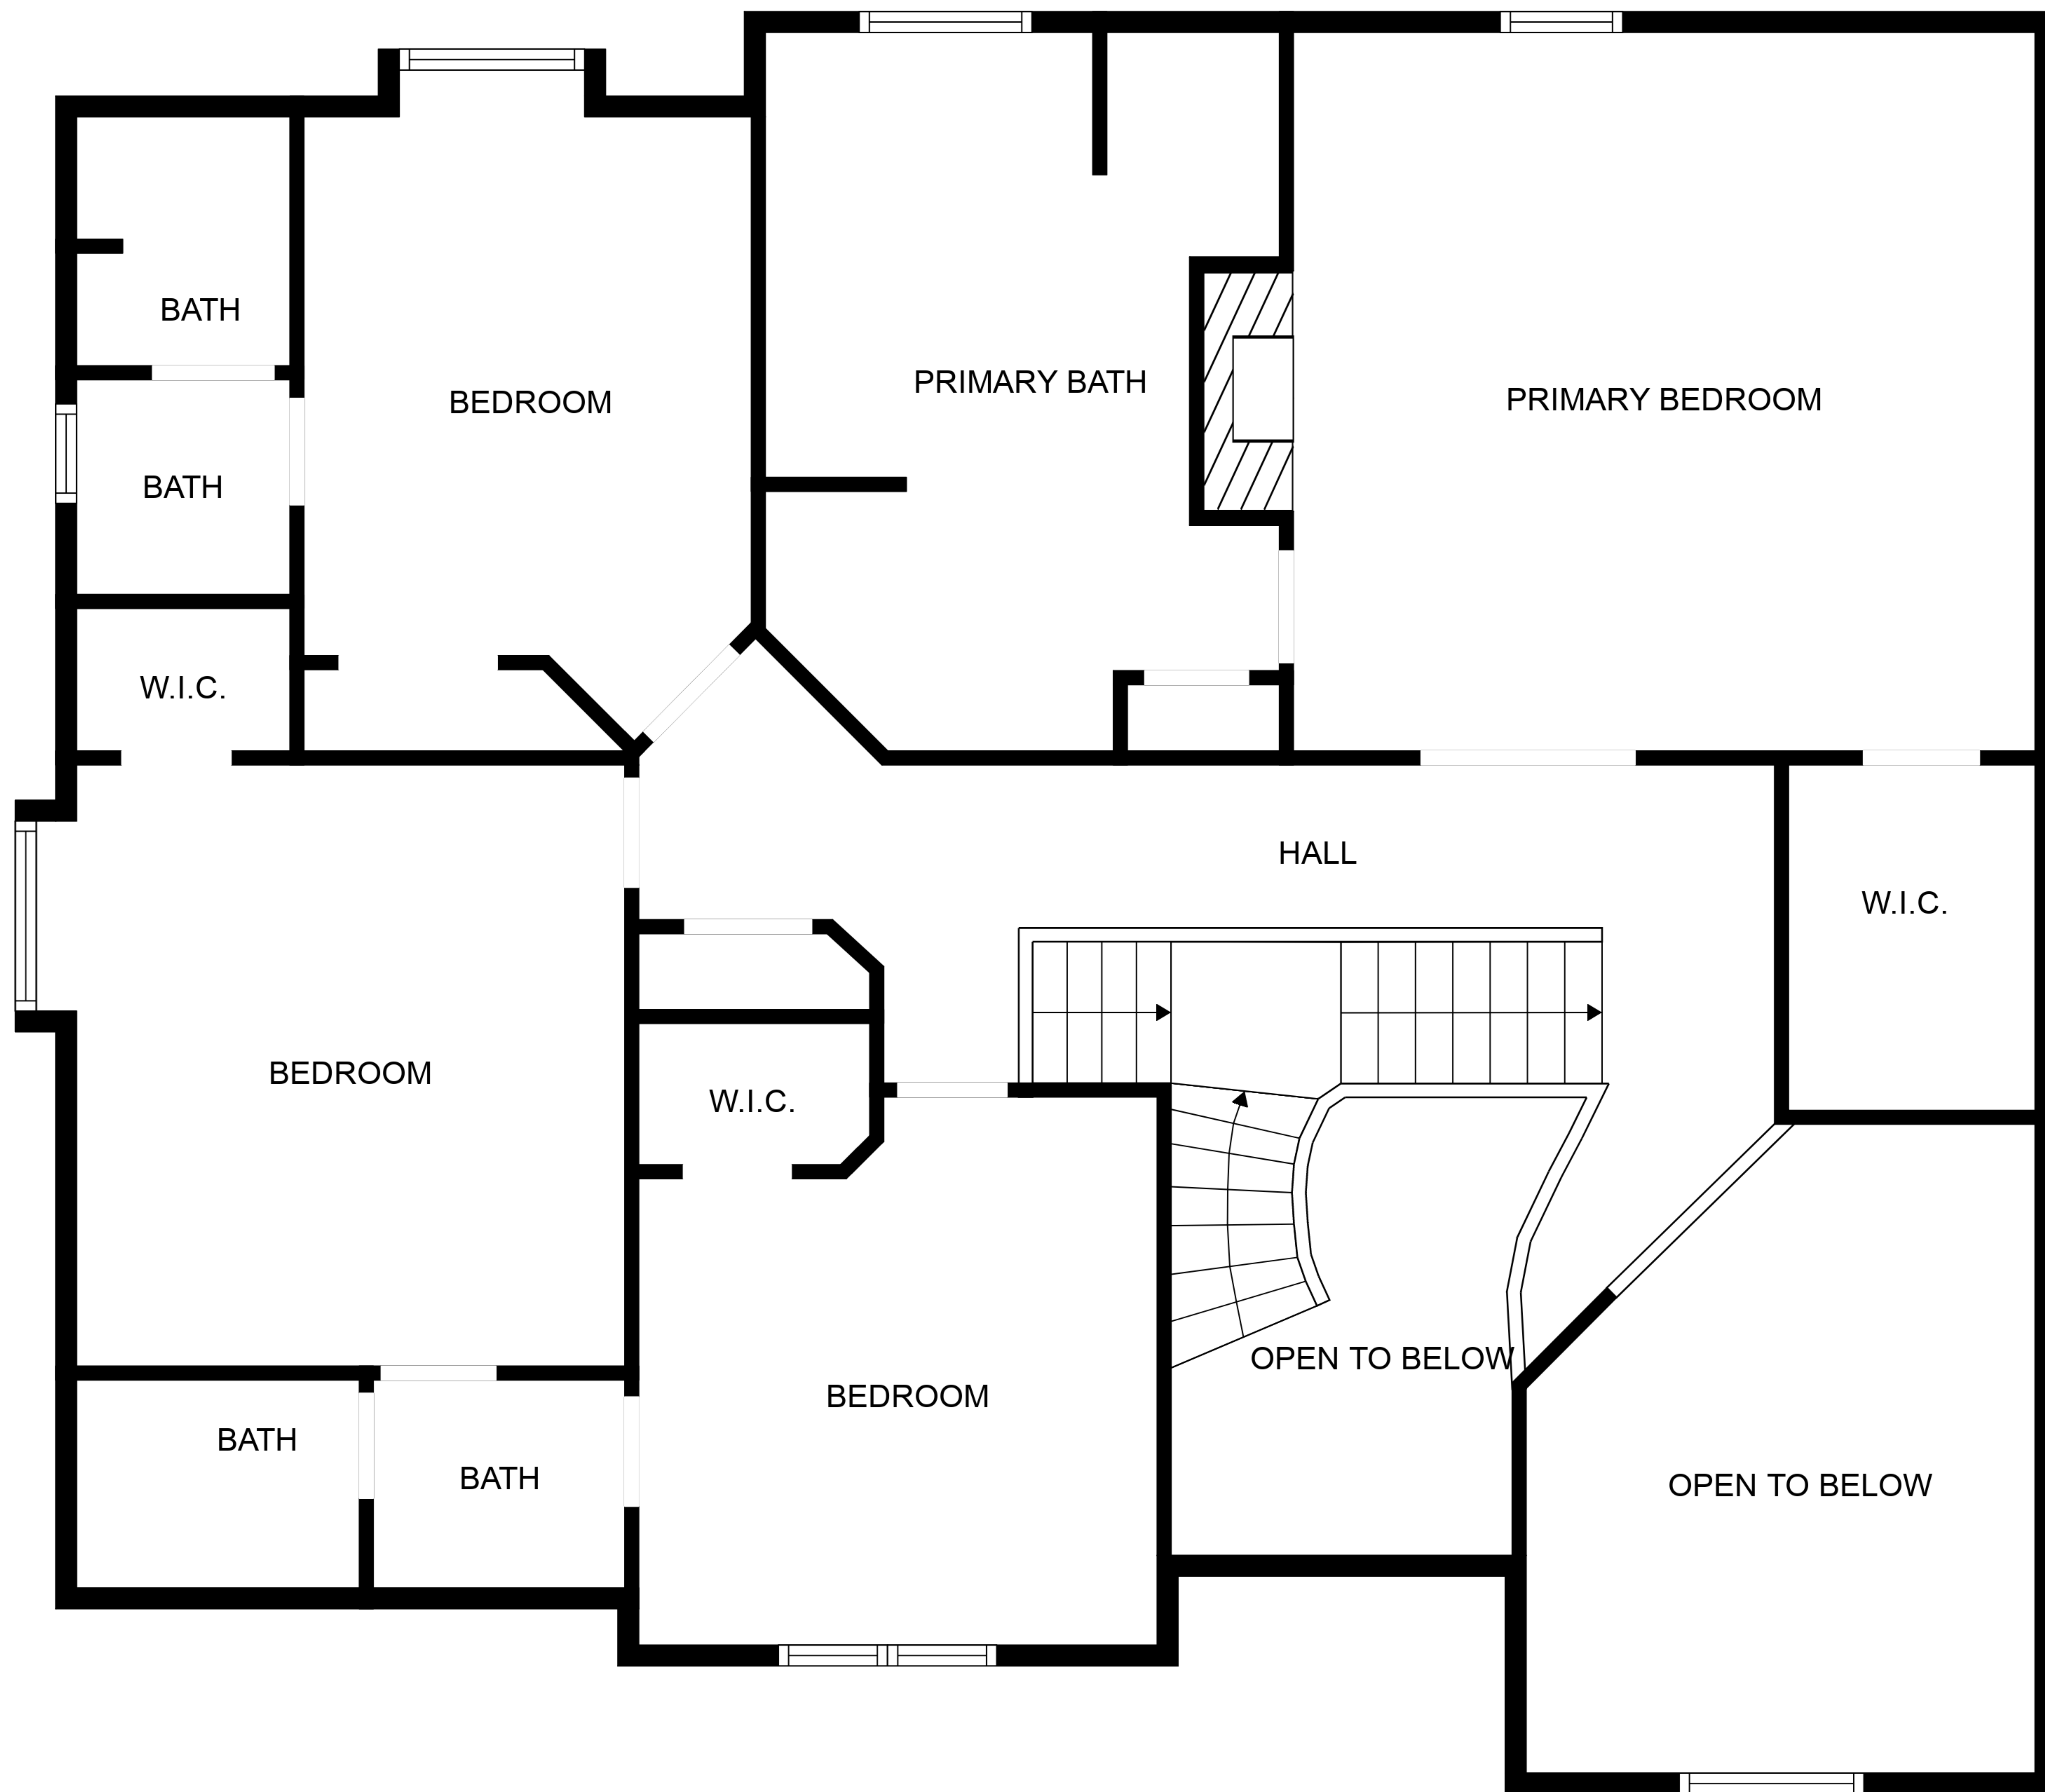 BATH
PRIMARY BATH
PRIMARY BEDROOM
BEDROOM
BATH
W.I.C.
HALL
W.I.C.
BEDROOM
W.I.C.
OPEN TO BELOW
BEDROOM
BATH
BATH
OPEN TO BELOW